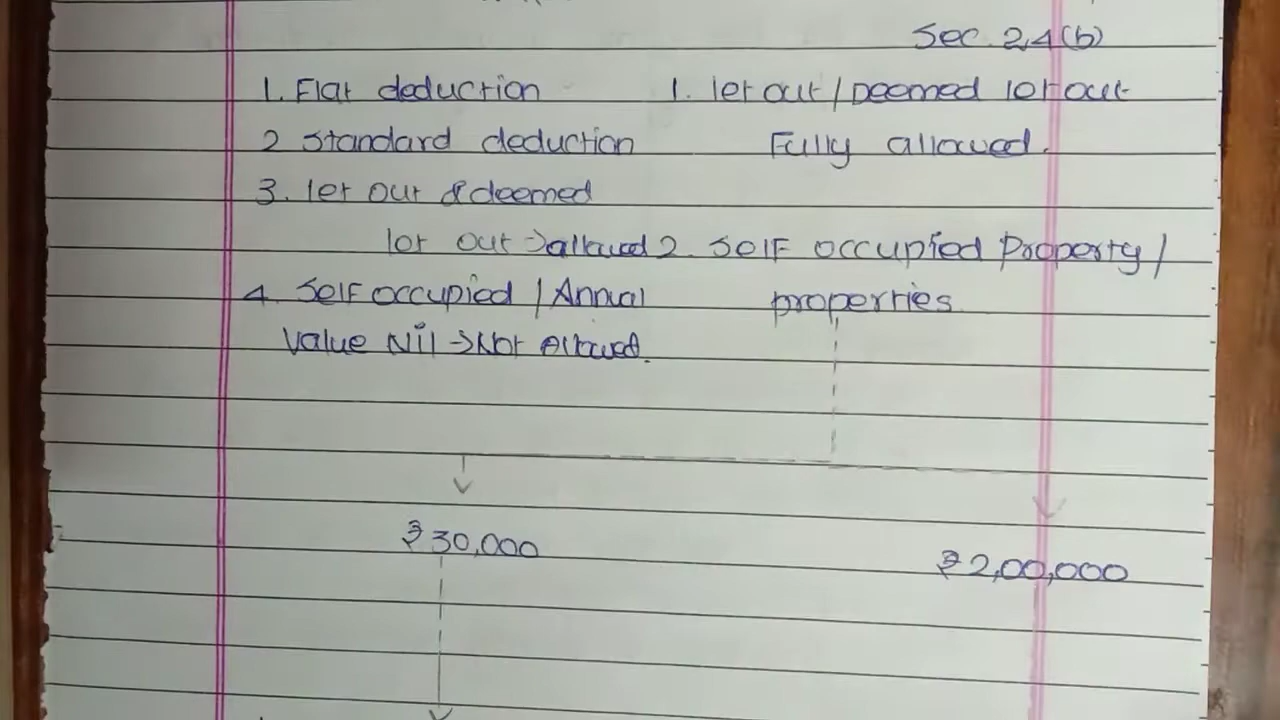 Sec. 24(b)
1. Flat deduction 1. let out / Deemed let out
2 Standard deduction Fully allowed.
3. let out & deemed
let out → allowed 2. Self occupied Property /
4. Self occupied / Annual properties
Value Nil → Not Allowed.
₹30,000
₹2,00,000